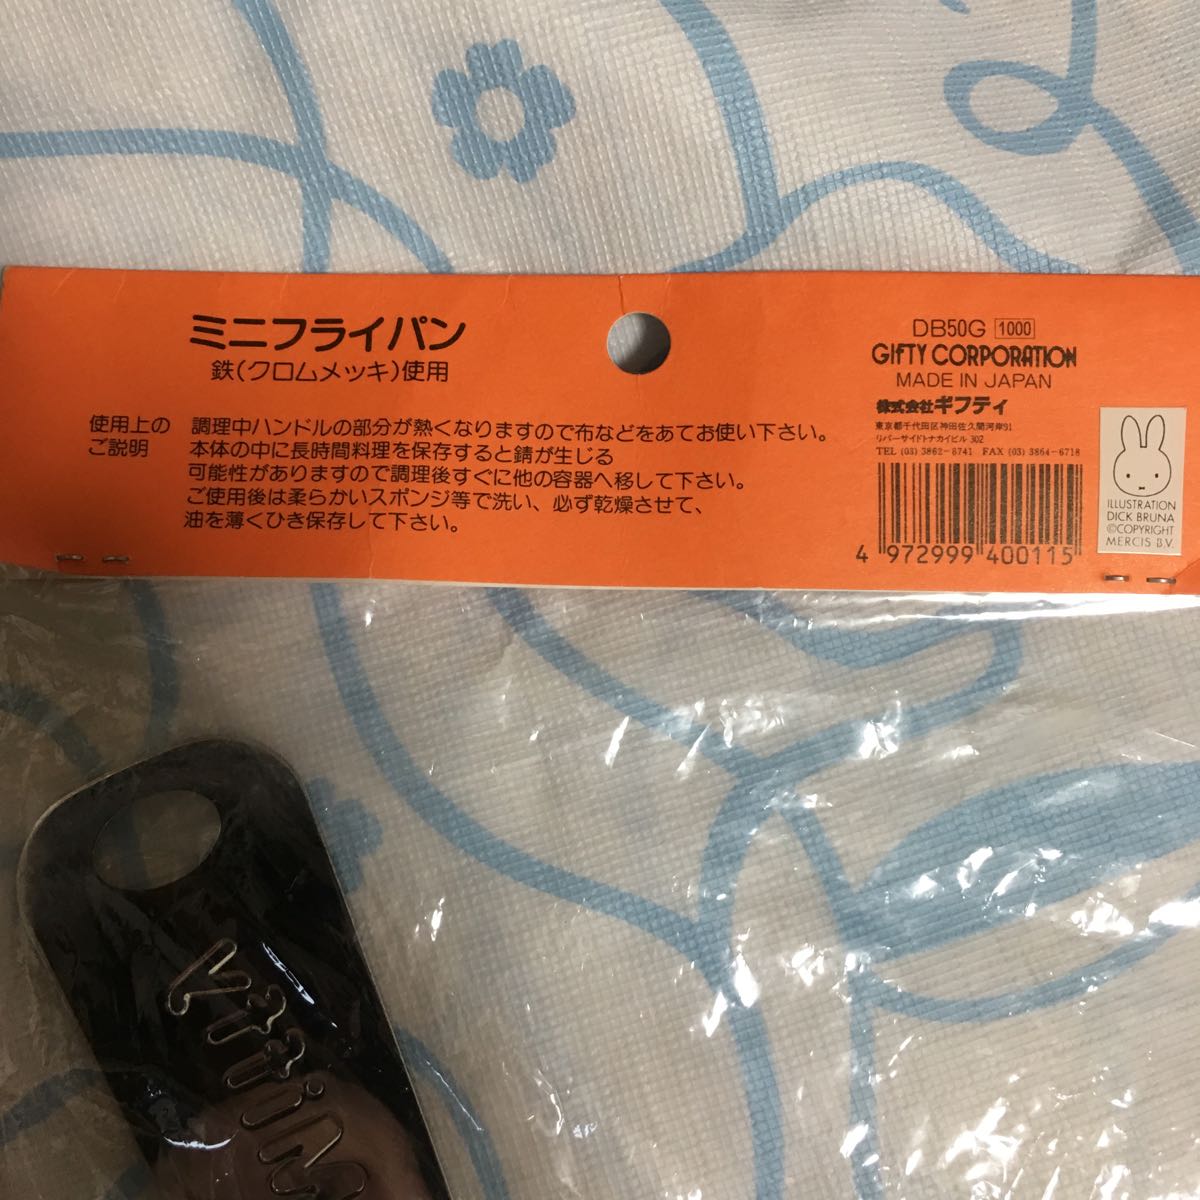 ミニフライパン
鉄(クロムメッキ)使用
使用上の
ご説明
調理中ハンドルの部分が熱くなりますので布などをあてお使い下さい。
本体の中に長時間料理を保存すると錆が生じる
可能性がありますので調理後すぐに他の容器へ移して下さい。
ご使用後は柔らかいスポンジ等で洗い、必ず乾燥させて、
油を薄くひき保存して下さい。
DB50G 1000
GIFTY CORPORATION
MADE IN JAPAN
株式会社ギフティ
東京都千代田区神田佐久間河岸91
リバーサイドトナカイビル 302
TEL (03) 3862-8741 FAX (03) 3864-6718
4 972999 400115
ILLUSTRATION
DICK BRUNA
©COPYRIGHT
MERCIS B.V.